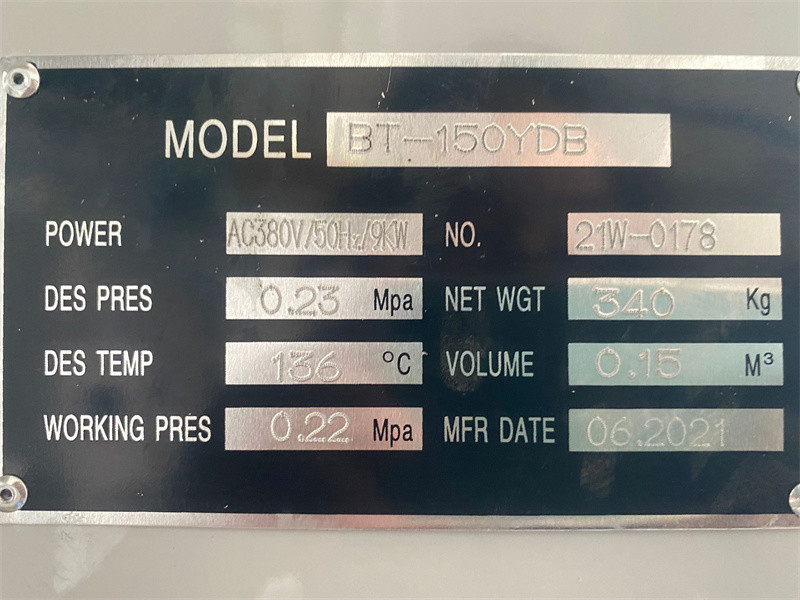 MODEL BT-150YDB
POWER AC380V/50Hz/9KW NO. 21W-0178
DES PRES 0.23 Mpa NET WGT 340 Kg
DES TEMP 136 °C VOLUME 0.15 M³
WORKING PRES 0.22 Mpa MFR DATE 06.2021